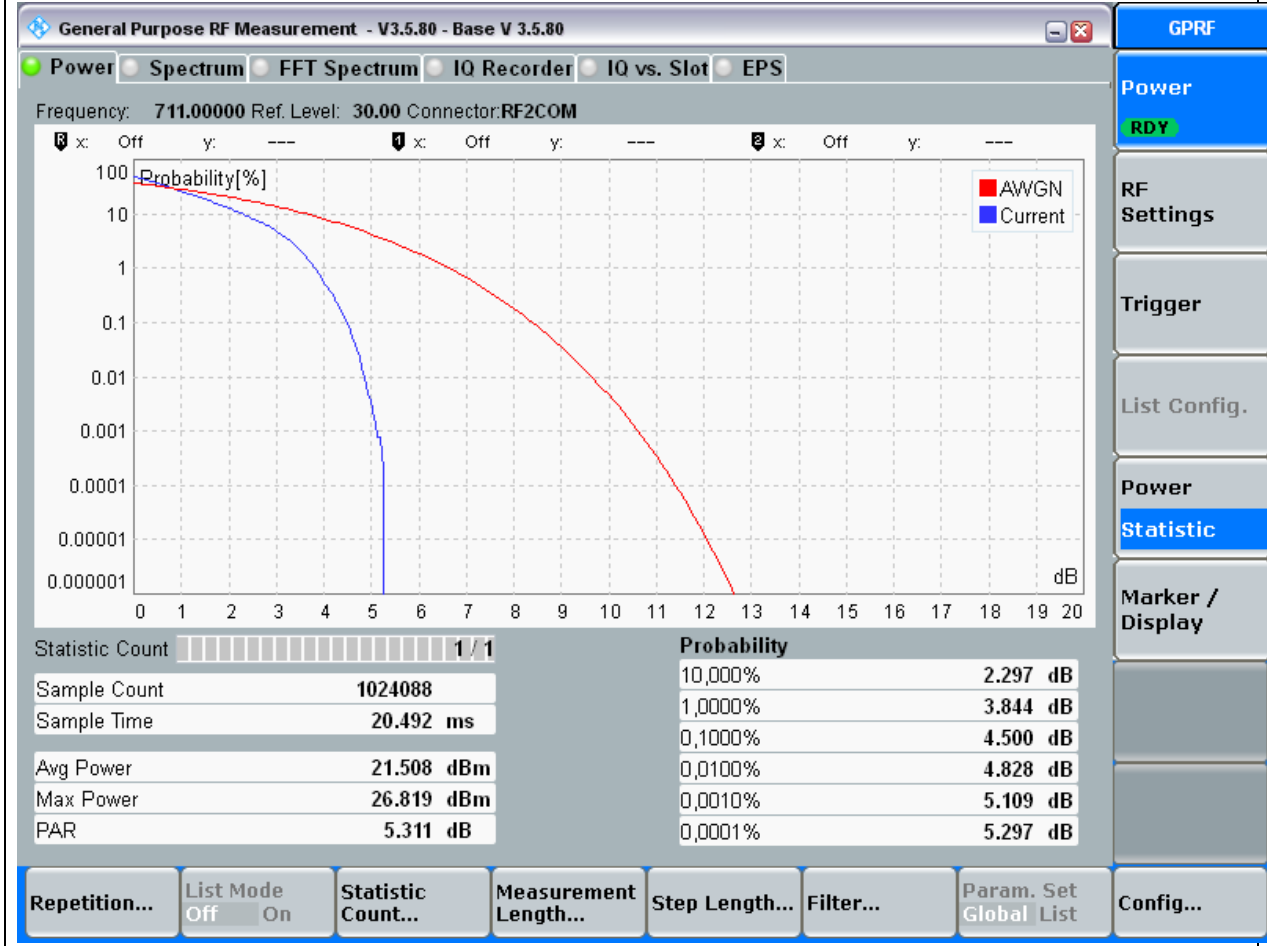 General Purpose RF Measurement - V3.5.80 - Base V 3.5.80
GPRF
Power Spectrum FFT Spectrum IQ Recorder IQ vs. Slot EPS
Frequency: 711.00000 Ref. Level: 30.00 Connector:RF2COM
R x: Off y: --- 1 x: Off y: --- 2 x: Off y: ---
Probability[%]
100
10
1
0.1
0.01
0.001
0.0001
0.00001
0.000001
AWGN
Current
dB
0 1 2 3 4 5 6 7 8 9 10 11 12 13 14 15 16 17 18 19 20
Statistic Count 1 / 1
Sample Count 1024088
Sample Time 20.492 ms
Avg Power 21.508 dBm
Max Power 26.819 dBm
PAR 5.311 dB
Probability
10,000% 2.297 dB
1,0000% 3.844 dB
0,1000% 4.500 dB
0,0100% 4.828 dB
0,0010% 5.109 dB
0,0001% 5.297 dB
Power
RDY
RF
Settings
Trigger
List Config.
Power
Statistic
Marker /
Display
Repetition...
List Mode
Off On
Statistic
Count...
Measurement
Length...
Step Length...
Filter...
Param. Set
Global List
Config...